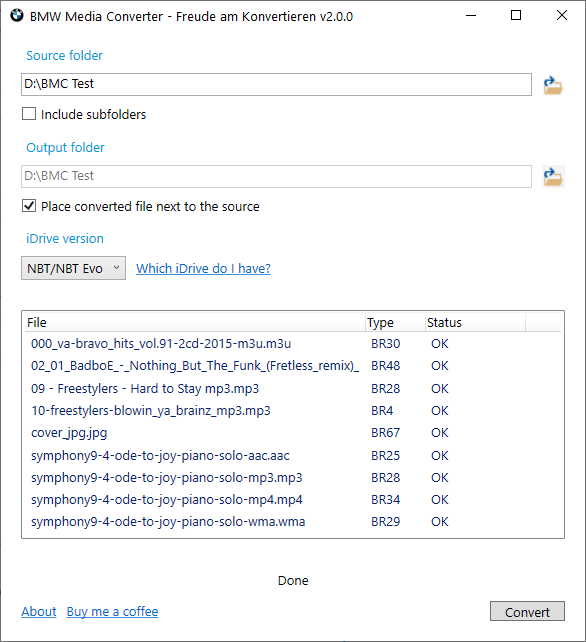 BMW Media Converter - Freude am Konvertieren v2.0.0
Source folder
D:\BMC Test
Include subfolders
Output folder
D:\BMC Test
Place converted file next to the source
iDrive version
NBT/NBT Evo Which iDrive do I have?
File Type Status
000_va-bravo_hits_vol.91-2cd-2015-m3u.m3u BR30 OK
02_01_BadboE_-_Nothing_But_The_Funk_(Fretless_remix)_ BR48 OK
09 - Freestylers - Hard to Stay mp3.mp3 BR28 OK
10-freestylers-blowin_ya_brainz_mp3.mp3 BR4 OK
cover_jpg.jpg BR67 OK
symphony9-4-ode-to-joy-piano-solo-aac.aac BR25 OK
symphony9-4-ode-to-joy-piano-solo-mp3.mp3 BR28 OK
symphony9-4-ode-to-joy-piano-solo-mp4.mp4 BR34 OK
symphony9-4-ode-to-joy-piano-solo-wma.wma BR29 OK
Done
About Buy me a coffee Convert